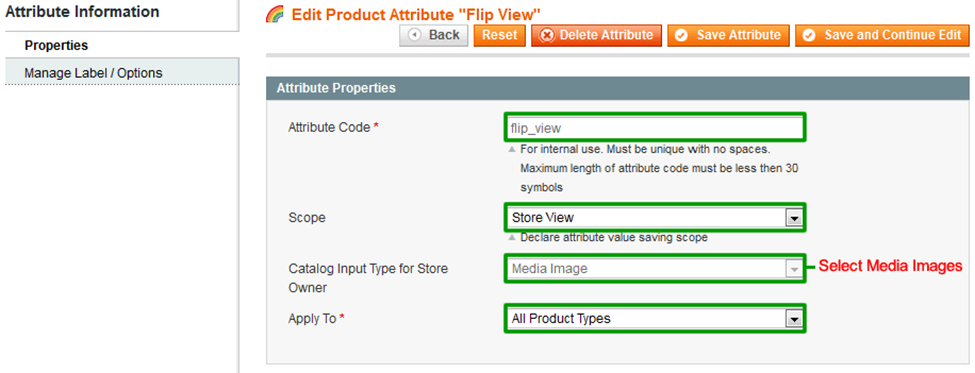 Attribute Information
Properties
Manage Label / Options
Edit Product Attribute "Flip View"
Back Reset Delete Attribute Save Attribute Save and Continue Edit
Attribute Properties
Attribute Code *
flip_view
For internal use. Must be unique with no spaces.
Maximum length of attribute code must be less then 30
symbols
Scope
Store View
Declare attribute value saving scope
Catalog Input Type for Store
Owner
Media Image
Select Media Images
Apply To *
All Product Types